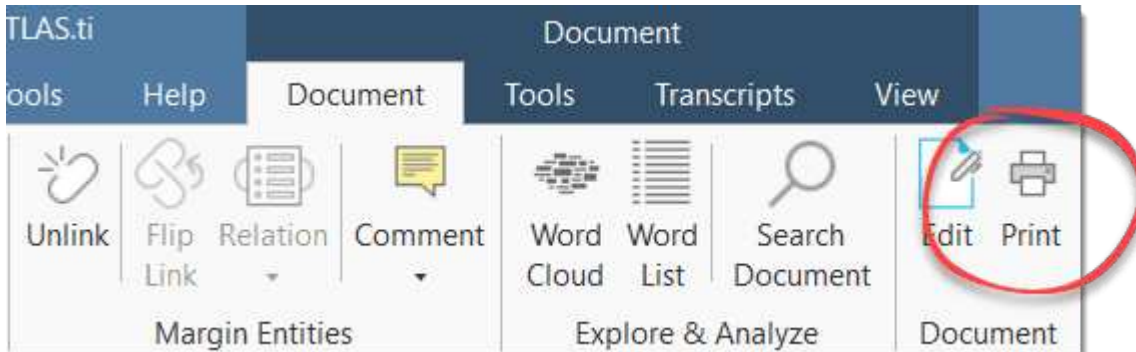 TLAS.ti Document
ools Help Document Tools Transcripts View
Unlink Flip Link Relation Comment Word Cloud Word List Search Document Edit Print
Margin Entities Explore & Analyze Document